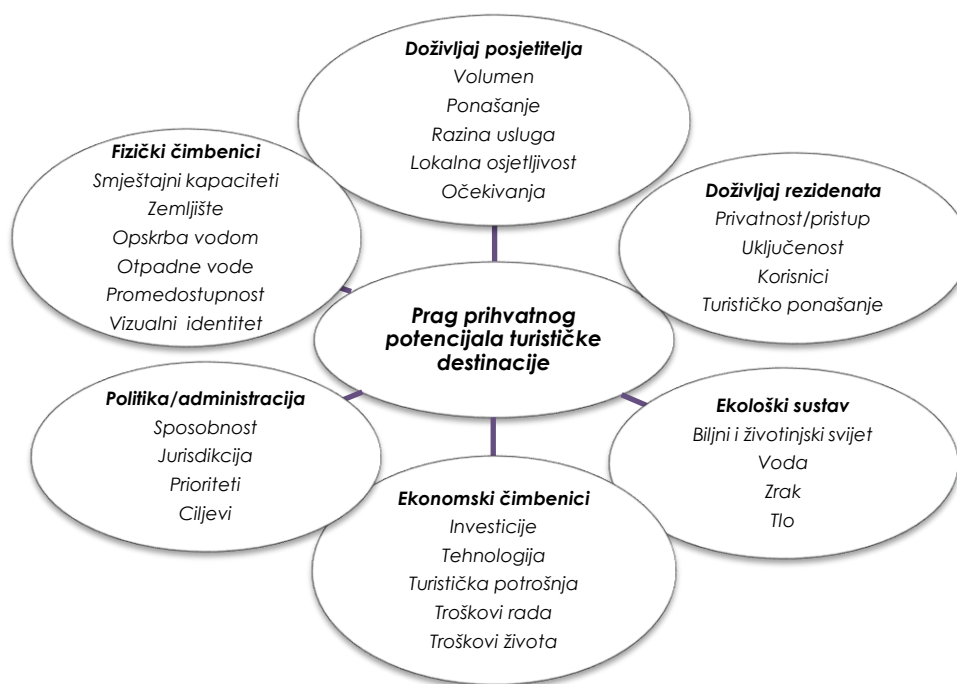 Doživljaj posjetitelja
Volumen
Ponašanje
Razina usluga
Lokalna osjetljivost
Očekivanja
Fizički čimbenici
Smještajni kapaciteti
Zemljište
Opskrba vodom
Otpadne vode
Promedostupnost
Vizualni identitet
Doživljaj rezidenata
Privatnost/pristup
Uključenost
Korisnici
Turističko ponašanje
Prag prihvatnog
potencijala turističke
destinacije
Politika/administracija
Sposobnost
Jurisdikcija
Prioriteti
Ciljevi
Ekološki sustav
Biljni i životinjski svijet
Voda
Zrak
Tlo
Ekonomski čimbenici
Investicije
Tehnologija
Turistička potrošnja
Troškovi rada
Troškovi života